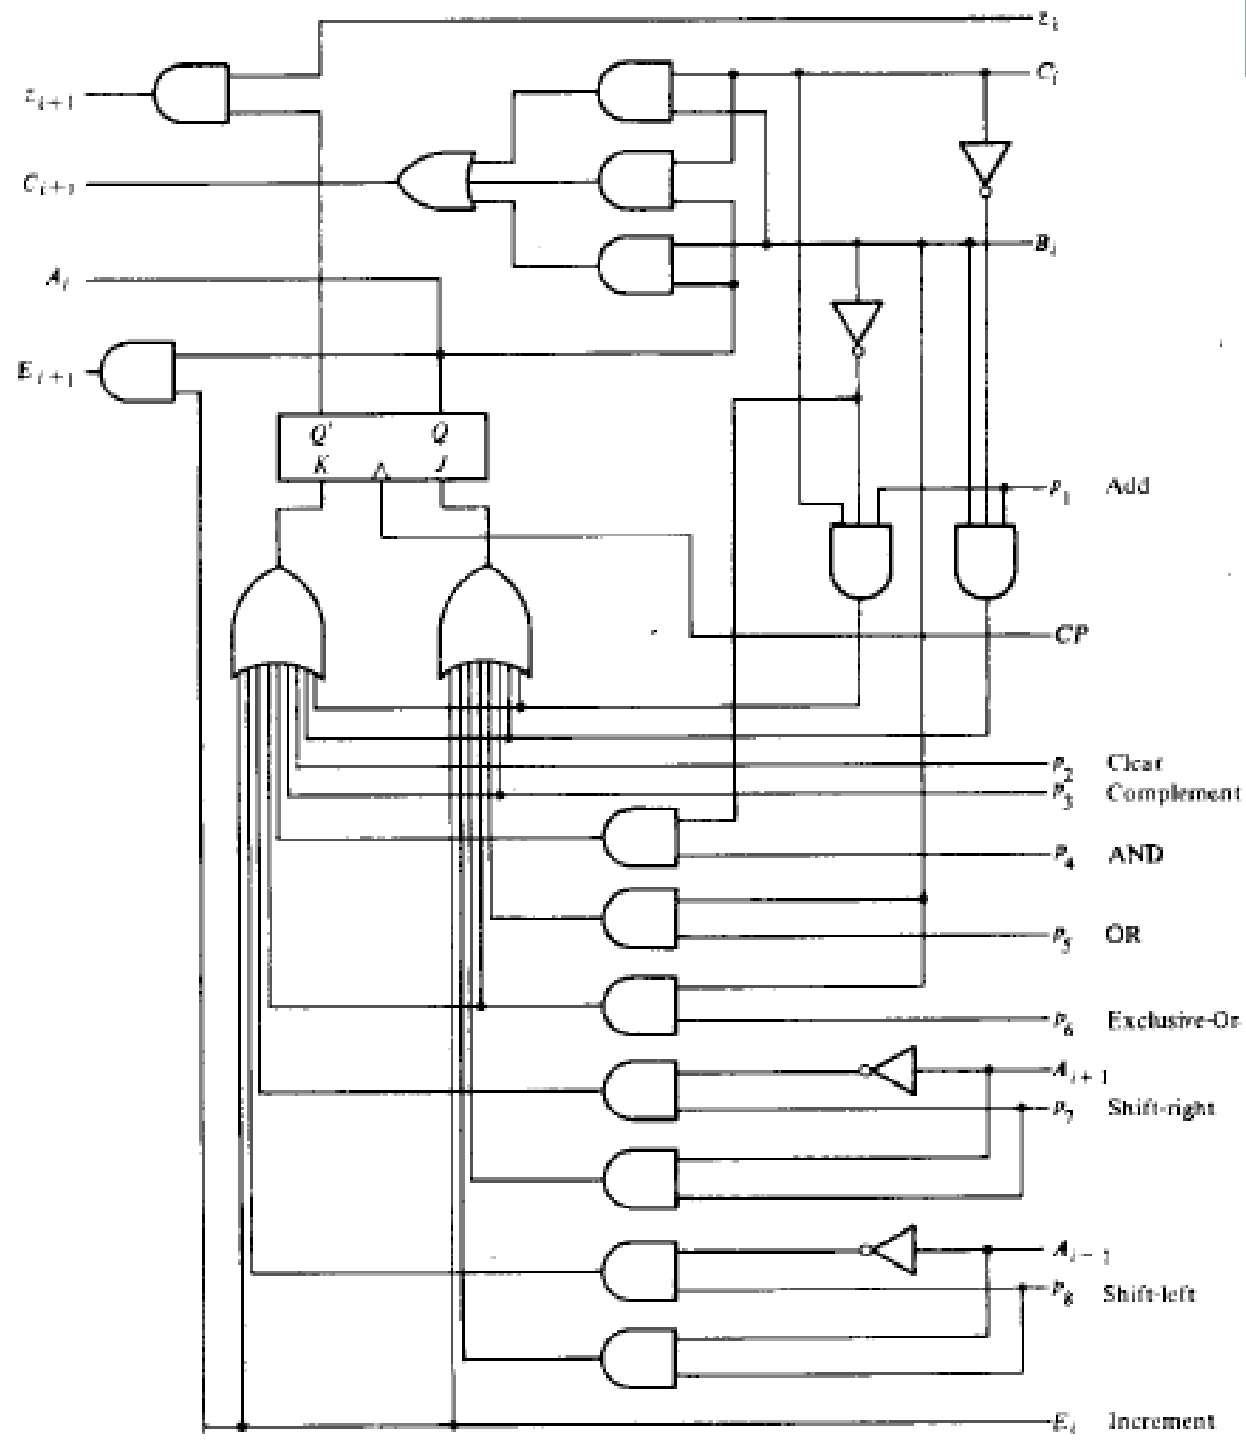 z_i
z_{i+1}
C_i
C_{i+1}
B_i
A_i
E_{i+1}
Q' Q
K J
P_1 Add
CP
P_2 Clear
P_3 Complement
P_4 AND
P_5 OR
P_6 Exclusive-Or
A_{i+1}
P_7 Shift-right
A_{i-1}
P_8 Shift-left
E_i Increment